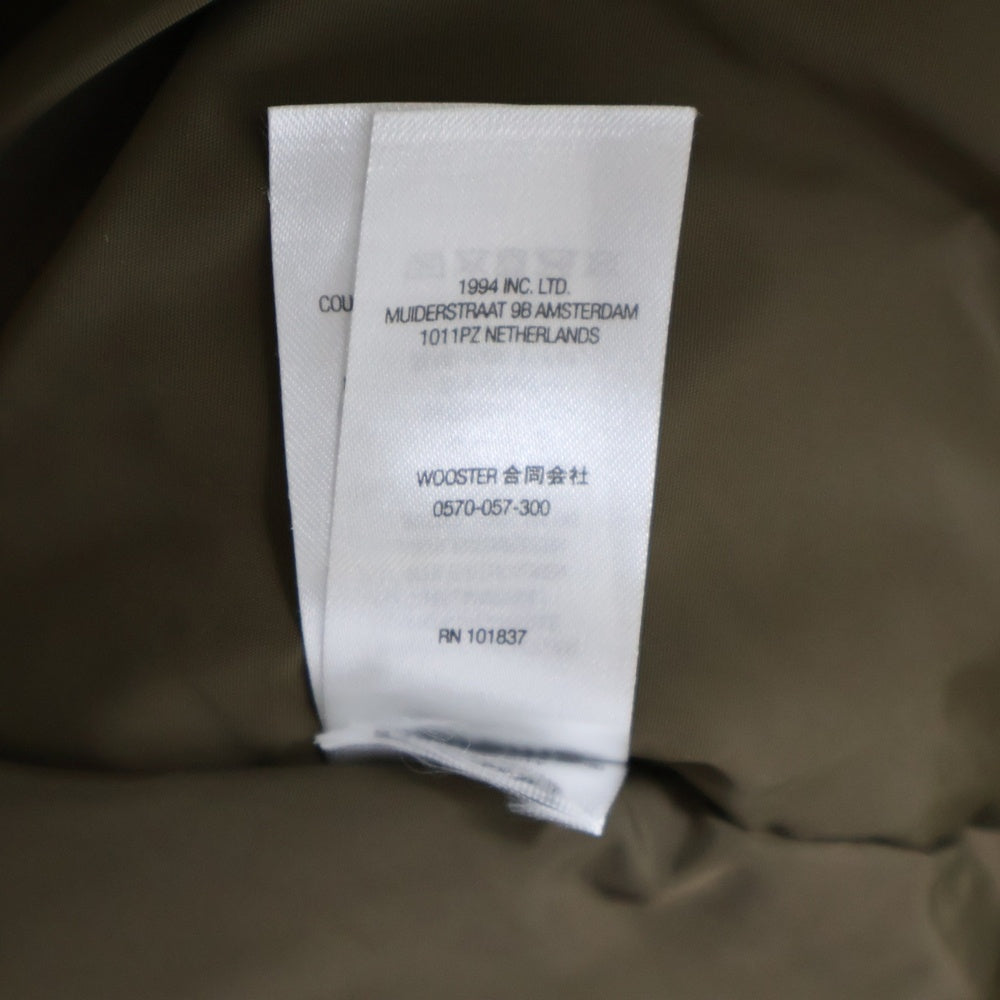 1994 INC. LTD.
COU
MUIDERSTRAAT 9B AMSTERDAM
1011PZ NETHERLANDS
WOOSTER 合同会社
0570-057-300
RN 101837